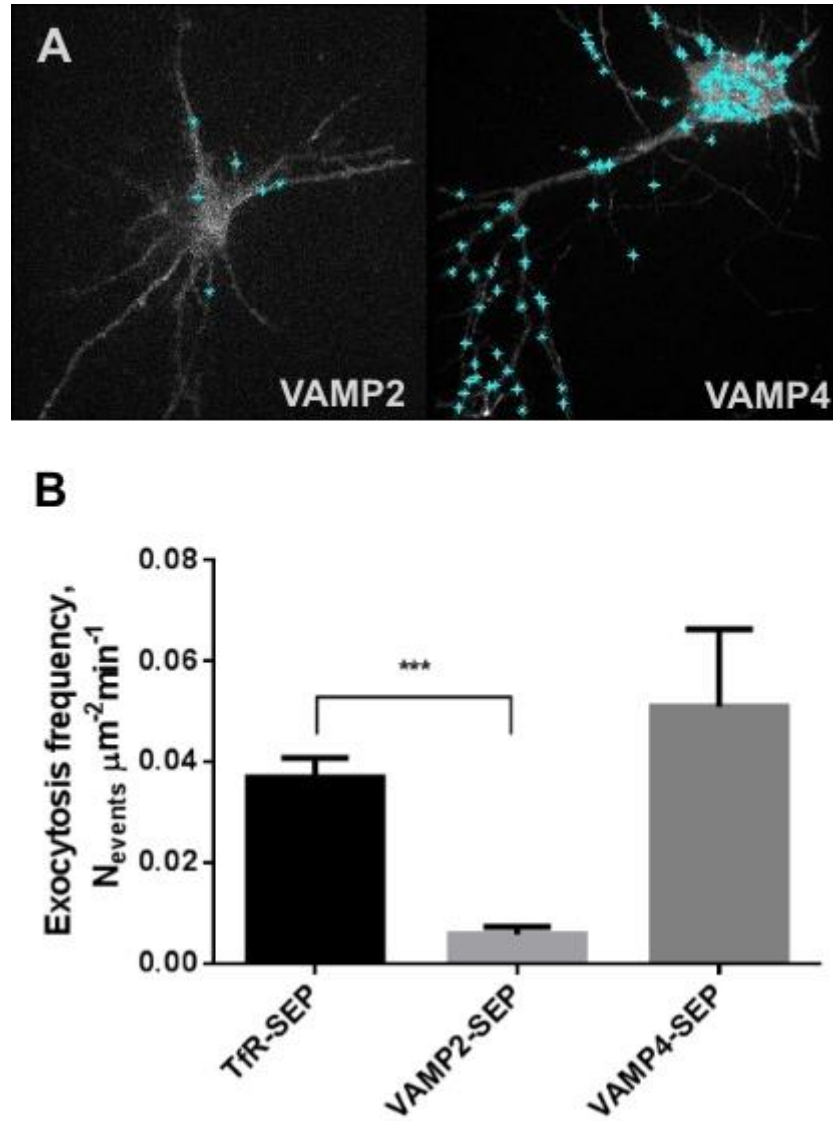 A
VAMP2
VAMP4
B
Exocytosis frequency,
N_events μm⁻²min⁻¹
0.08
0.06
0.04
0.02
0.00
***
TfR-SEP
VAMP2-SEP
VAMP4-SEP